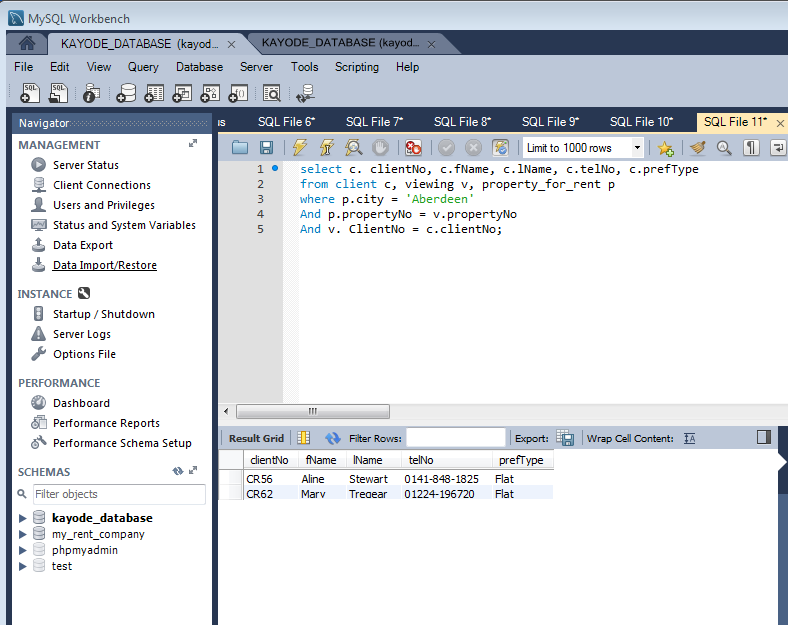 MySQL Workbench
KAYODE_DATABASE (kayod... × KAYODE_DATABASE (kayod... ×
File Edit View Query Database Server Tools Scripting Help
Navigator
MANAGEMENT
Server Status
Client Connections
Users and Privileges
Status and System Variables
Data Export
Data Import/Restore
INSTANCE
Startup / Shutdown
Server Logs
Options File
PERFORMANCE
Dashboard
Performance Reports
Performance Schema Setup
SCHEMAS
Filter objects
kayode_database
my_rent_company
phpmyadmin
test
SQL File 6* SQL File 7* SQL File 8* SQL File 9* SQL File 10* SQL File 11* ×
Limit to 1000 rows
1 select c. clientNo, c.fName, c.lName, c.telNo, c.prefType
2 from client c, viewing v, property_for_rent p
3 where p.city = 'Aberdeen'
4 And p.propertyNo = v.propertyNo
5 And v. ClientNo = c.clientNo;
Result Grid Filter Rows: Export: Wrap Cell Content:
clientNo fName lName telNo prefType
CR56 Aline Stewart 0141-848-1825 Flat
CR62 Mary Tregear 01224-196720 Flat